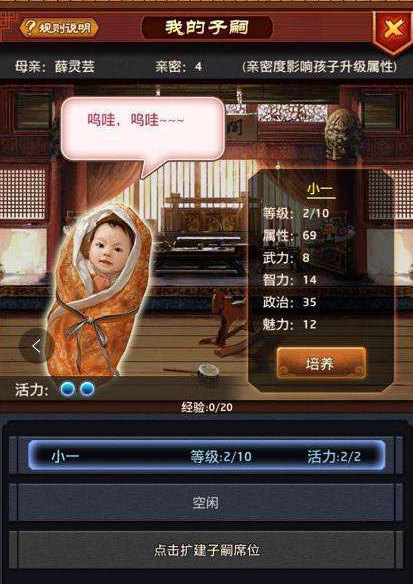 规则说明
我的子嗣
母亲：薛灵芸 亲密：4 (亲密度影响孩子升级属性)
呜哇，呜哇~~~
小一
等级：2/10
属性：69
武力：8
智力：14
政治：35
魅力：12
培养
活力：
经验:0/20
小一 等级:2/10 活力:2/2
空闲
点击扩建子嗣席位